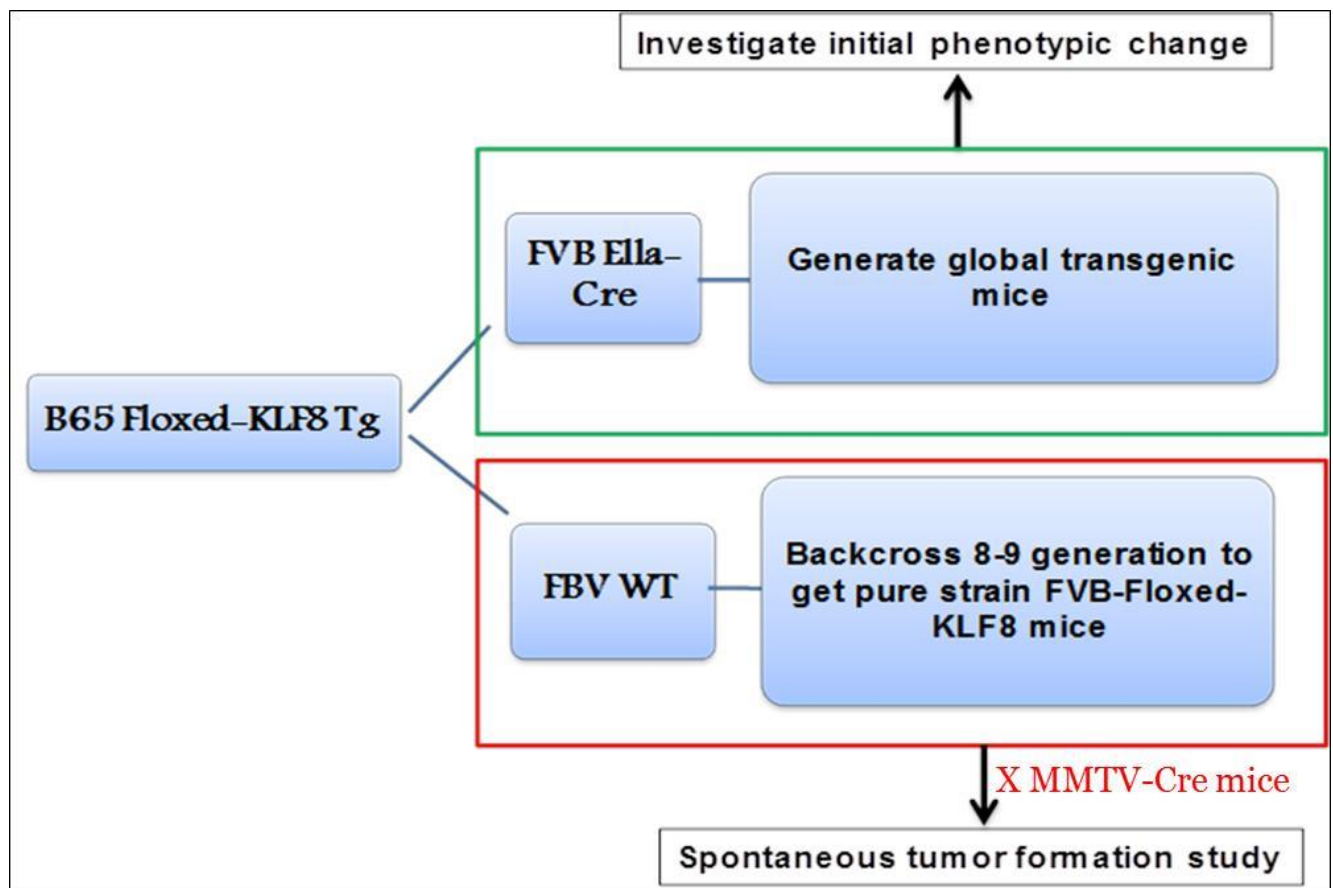 Investigate initial phenotypic change
FVB Ella–
Cre
Generate global transgenic
mice
B65 Floxed–KLF8 Tg
FBV WT
Backcross 8-9 generation to
get pure strain FVB-Floxed-
KLF8 mice
X MMTV-Cre mice
Spontaneous tumor formation study